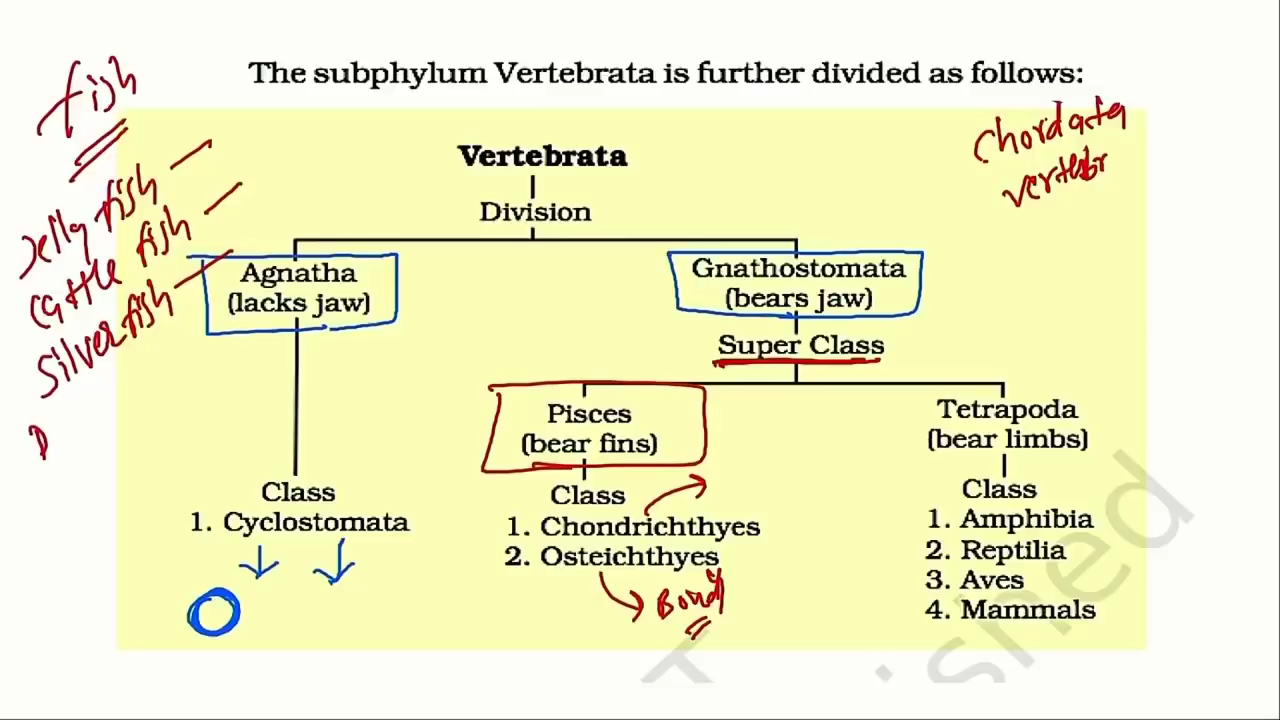 The subphylum Vertebrata is further divided as follows:
fish
Chordata
Vertebrata
Division
Jelly fish
Cattle fish
Silver fish
Agnatha
(lacks jaw)
Gnathostomata
(bears jaw)
Super Class
Pisces
(bear fins)
Tetrapoda
(bear limbs)
Class
1. Cyclostomata
Class
1. Chondrichthyes
2. Osteichthyes
Class
1. Amphibia
2. Reptilia
3. Aves
4. Mammals